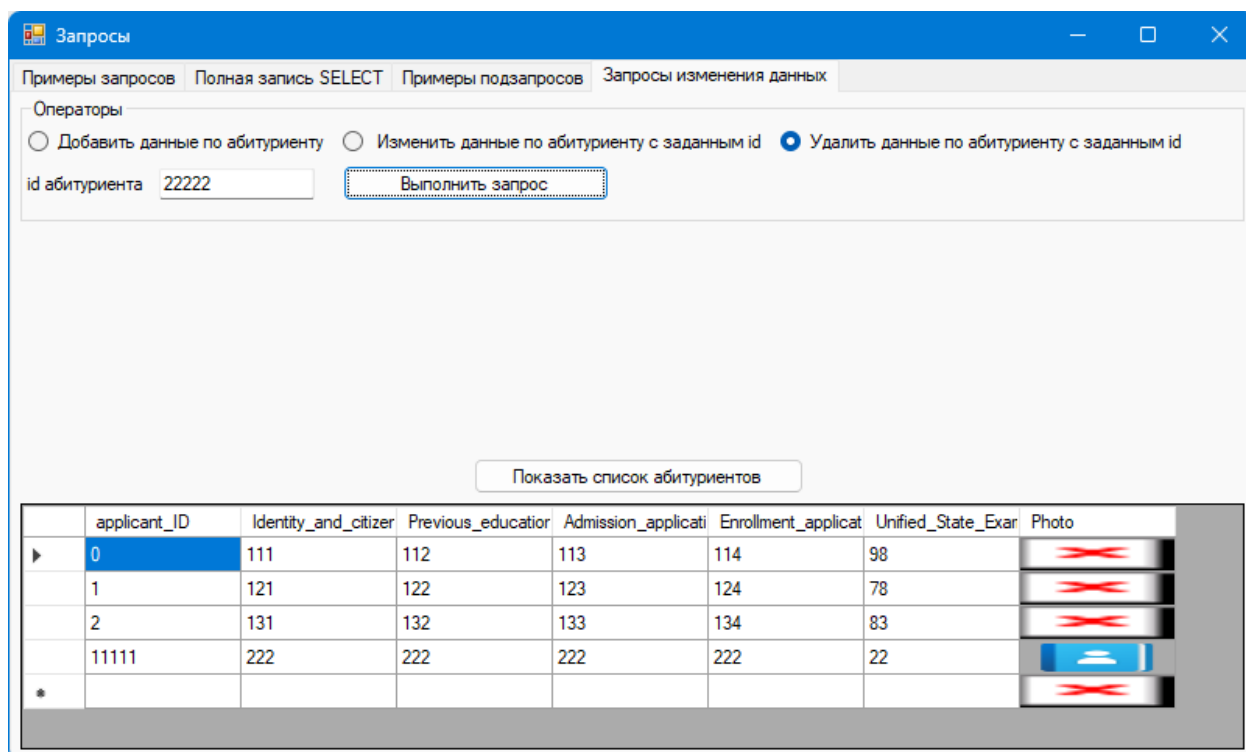 Запросы
Примеры запросов Полная запись SELECT Примеры подзапросов Запросы изменения данных
Операторы
Добавить данные по абитуриенту Изменить данные по абитуриенту с заданным id Удалить данные по абитуриенту с заданным id
id абитуриента 22222 Выполнить запрос
Показать список абитуриентов
applicant_ID Identity_and_citizer Previous_educatior Admission_applicati Enrollment_applicat Unified_State_Exar Photo
0 111 112 113 114 98
1 121 122 123 124 78
2 131 132 133 134 83
11111 222 222 222 222 22